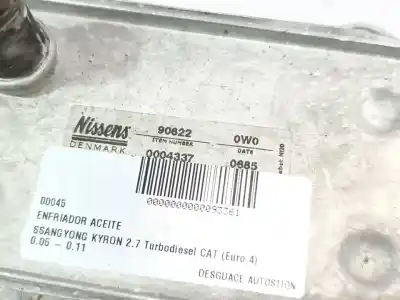 Nissens
DENMARK
90622
ITEM NUMBER
0W0
DATE
0004337
0685
0000000000093361
00045
ENFRIADOR ACEITE
SSANGYONG KYRON 2.7 Turbodiesel CAT (Euro 4)
0.05 - 0.11
DESGUACE AUTOSTION